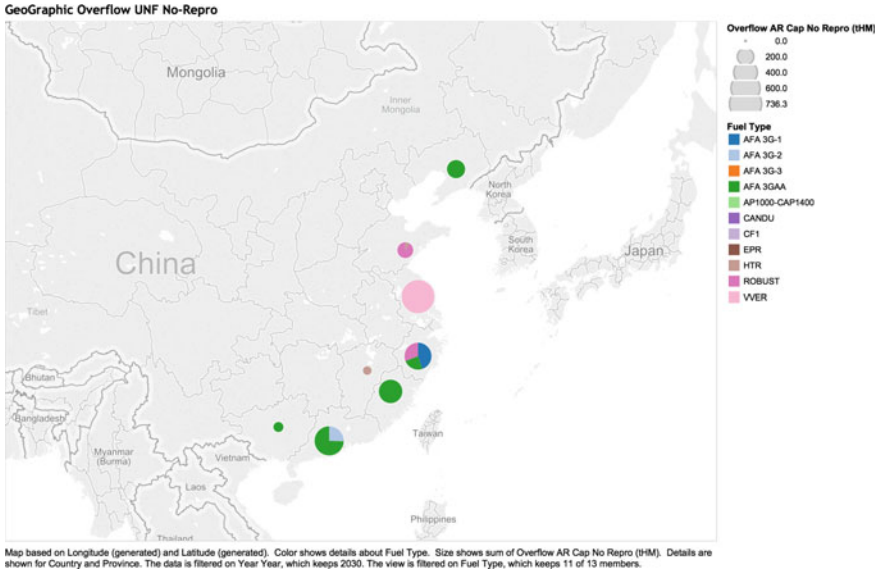 GeoGraphic Overflow UNF No-Repro
Overflow AR Cap No Repro (tHM)
0.0
200.0
400.0
600.0
736.3
Fuel Type
AFA 3G-1
AFA 3G-2
AFA 3G-3
AFA 3GAA
AP1000-CAP1400
CANDU
CF1
EPR
HTR
ROBUST
VVER
Mongolia
Inner
Mongolia
North
Korea
South
Korea
Japan
China
Tibet
Bhutan
Bangladesh
Taiwan
Myanmar
(Burma)
Vietnam
Laos
Philippines
Thailand
Map based on Longitude (generated) and Latitude (generated). Color shows details about Fuel Type. Size shows sum of Overflow AR Cap No Repro (tHM). Details are
shown for Country and Province. The data is filtered on Year Year, which keeps 2030. The view is filtered on Fuel Type, which keeps 11 of 13 members.